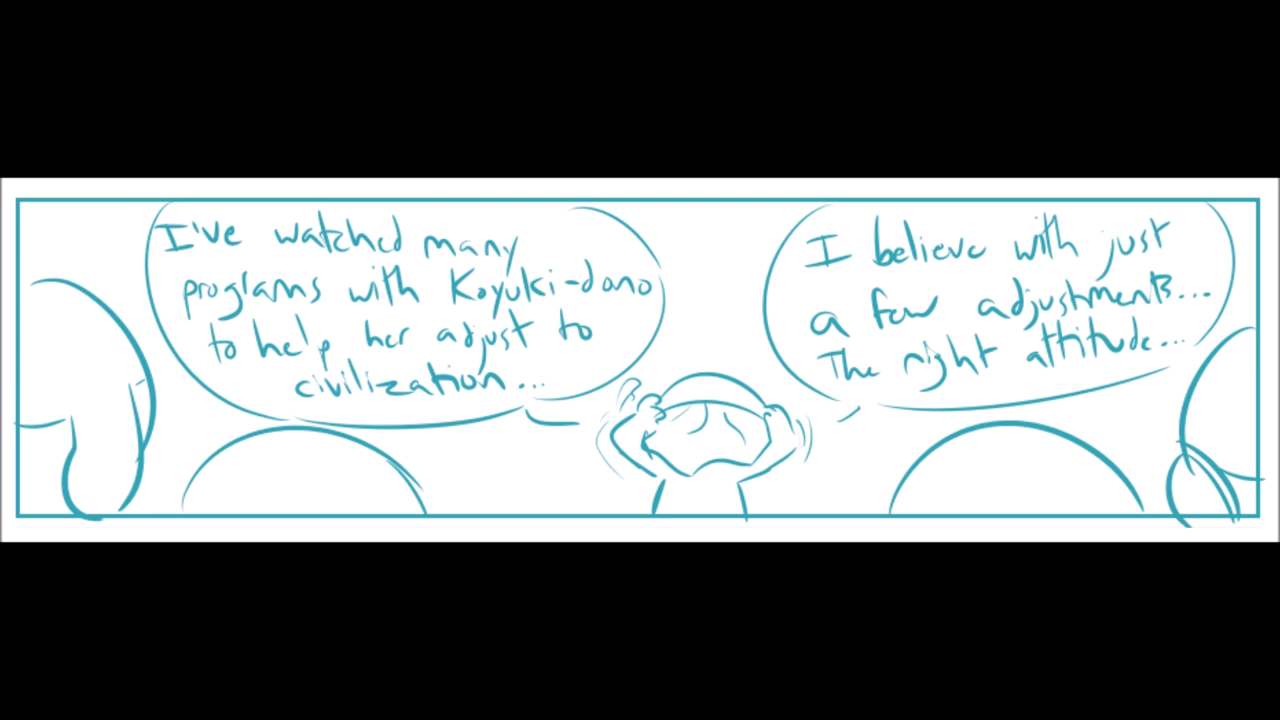 I've watched many
programs with Koyuki-dono
to help her adjust to
civilization...
I believe with just
a few adjustments...
The right attitude...